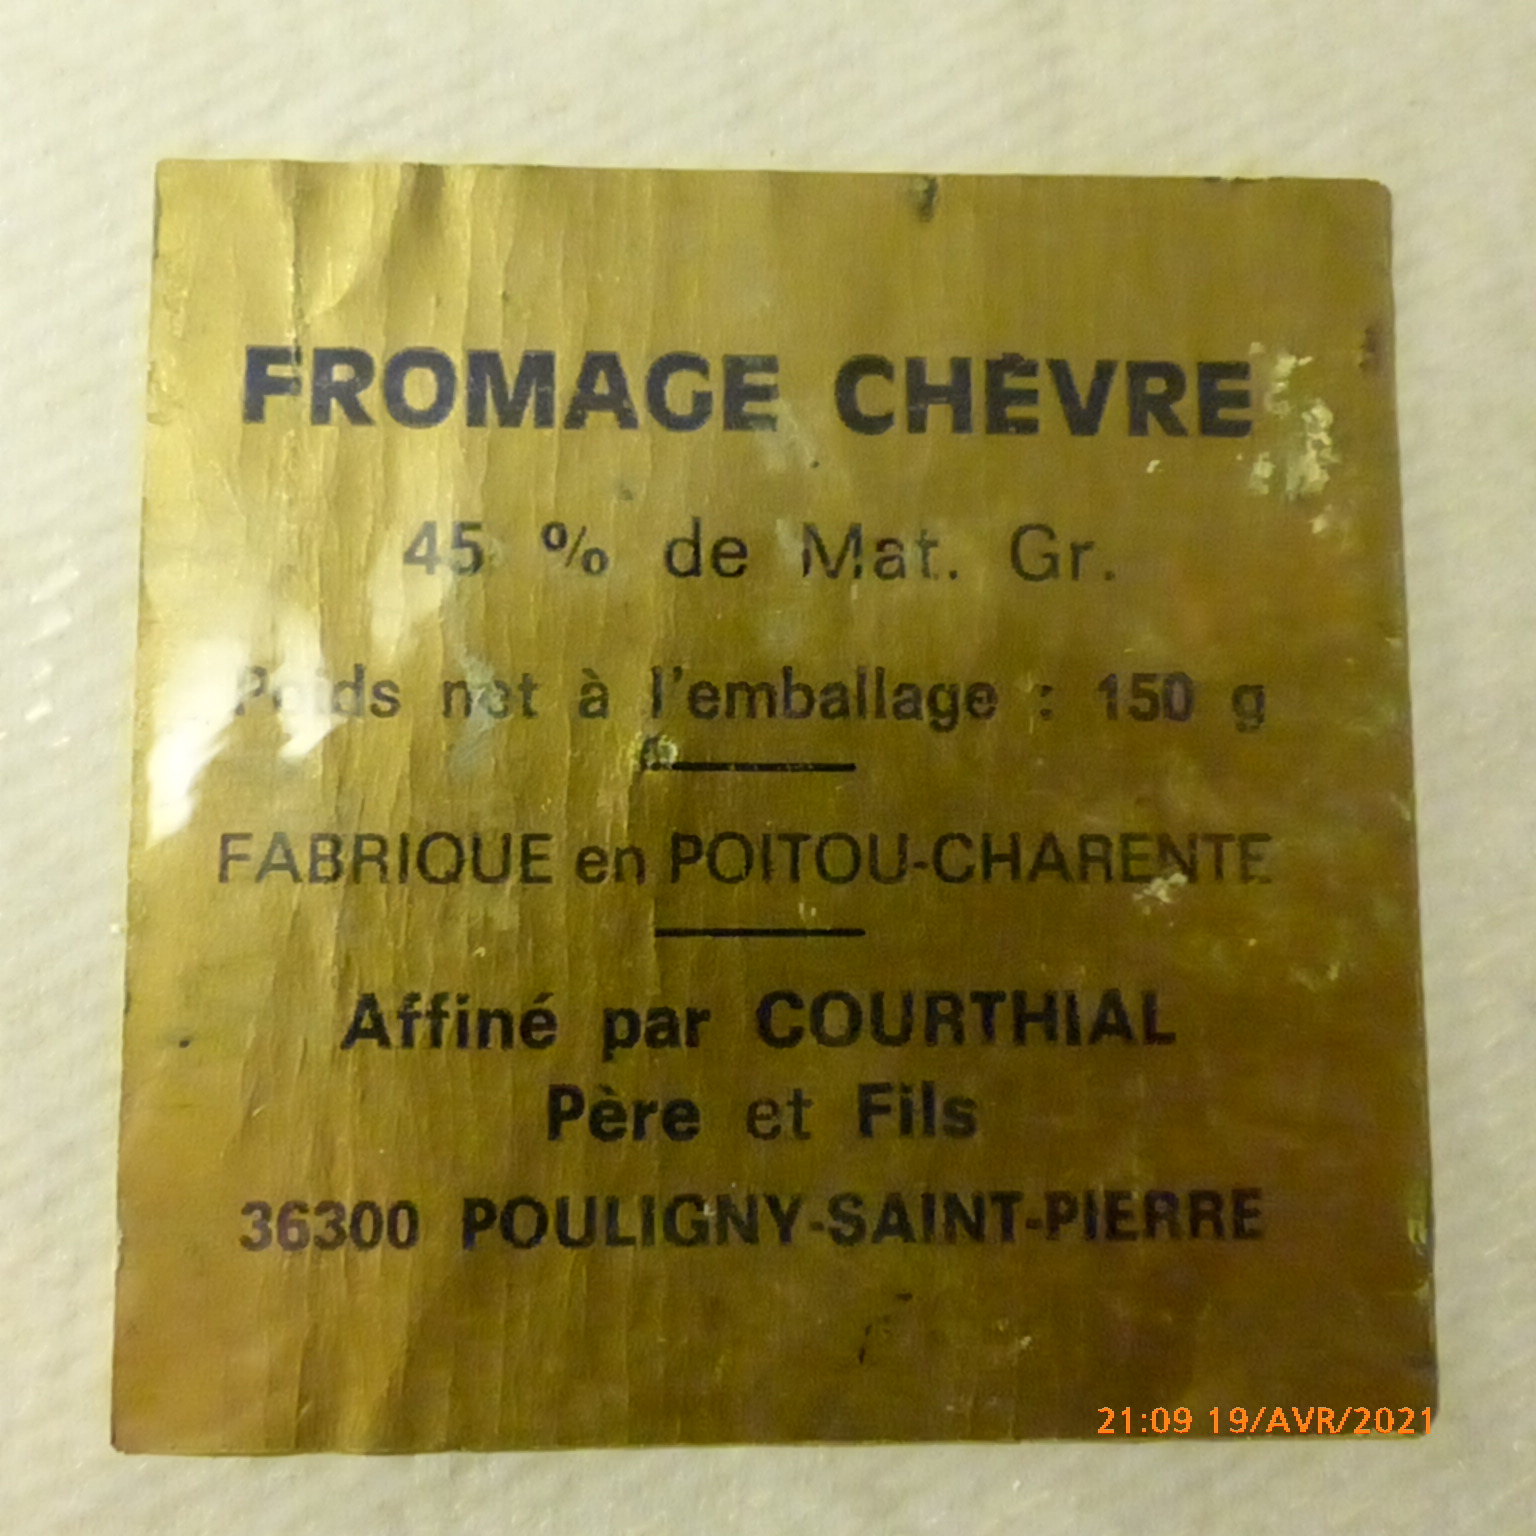 FROMAGE CHÈVRE
45 % de Mat. Gr.
Poids net à l'emballage : 150 g
FABRIQUE en POITOU-CHARENTE
Affiné par COURTHIAL
Père et Fils
36300 POULIGNY-SAINT-PIERRE
21:09 19/AVR/2021